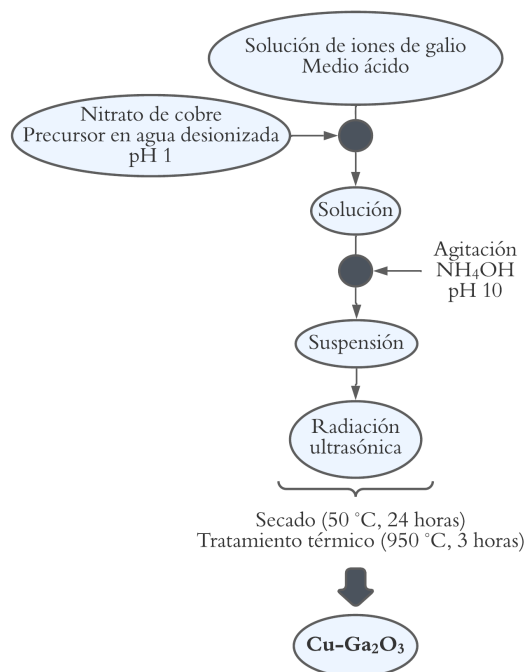 Solución de iones de galio
Medio ácido
Nitrato de cobre
Precursor en agua desionizada
pH 1
Solución
Agitación
NH₄OH
pH 10
Suspensión
Radiación
ultrasónica
Secado (50 °C, 24 horas)
Tratamiento térmico (950 °C, 3 horas)
Cu-Ga₂O₃